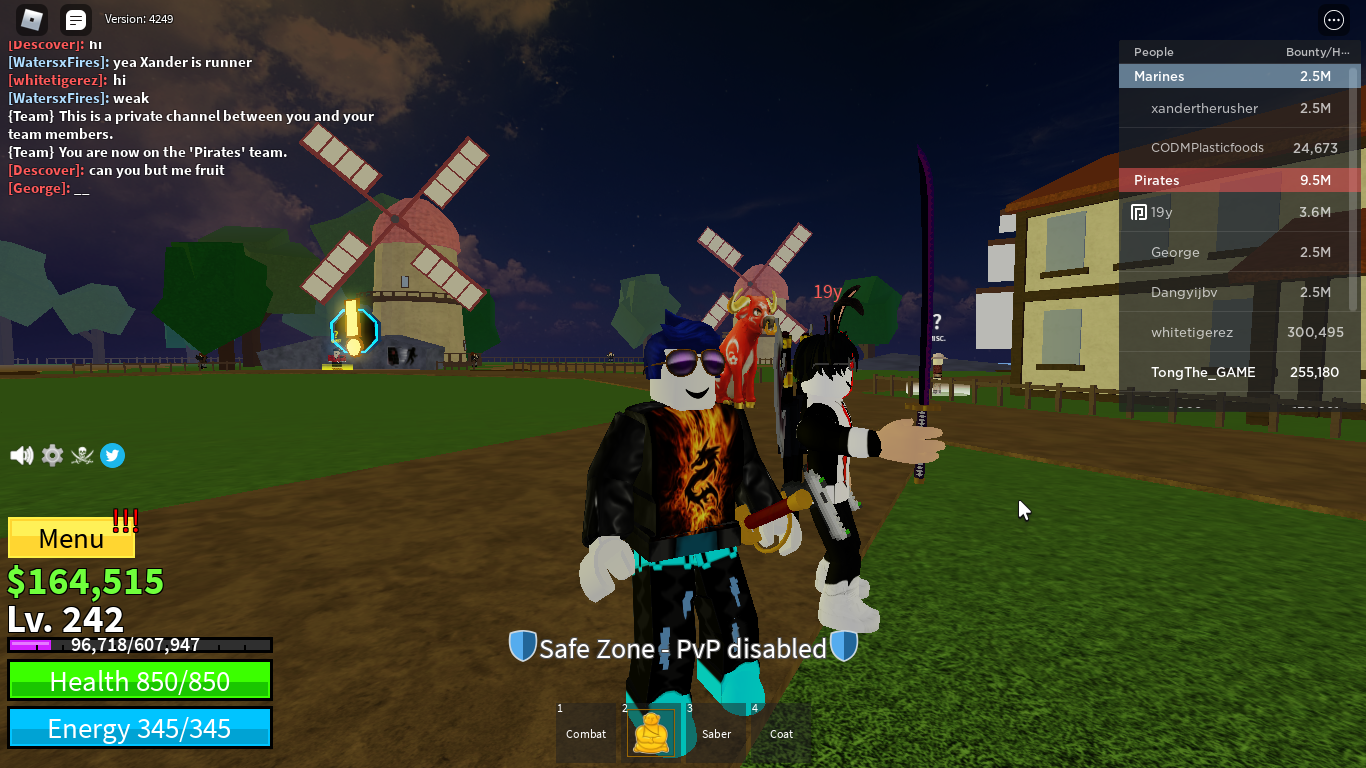 Version: 4249
[Descover]: hi
[WatersxFires]: yea Xander is runner
[whitetigerez]: hi
[WatersxFires]: weak
{Team} This is a private channel between you and your
team members.
{Team} You are now on the 'Pirates' team.
[Descover]: can you but me fruit
[George]: __
People Bounty/H...
Marines 2.5M
xandertherusher 2.5M
CODMPlasticfoods 24,673
Pirates 9.5M
19y 3.6M
George 2.5M
Dangyijbv 2.5M
whitetigerez 300,495
TongThe_GAME 255,180
19y
?
MISC.
!!!
Menu
$164,515
Lv. 242
96,718/607,947
Health 850/850
Energy 345/345
Safe Zone - PvP disabled
1 2 3 4
Combat Saber Coat